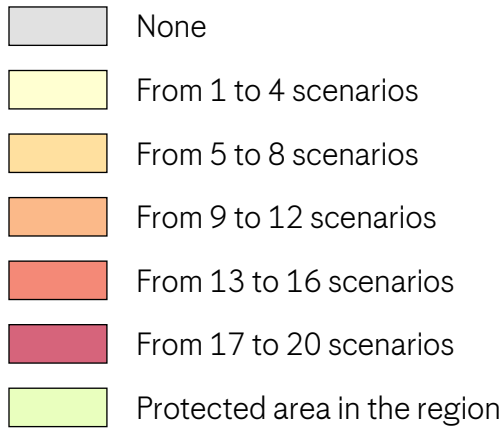 None
From 1 to 4 scenarios
From 5 to 8 scenarios
From 9 to 12 scenarios
From 13 to 16 scenarios
From 17 to 20 scenarios
Protected area in the region